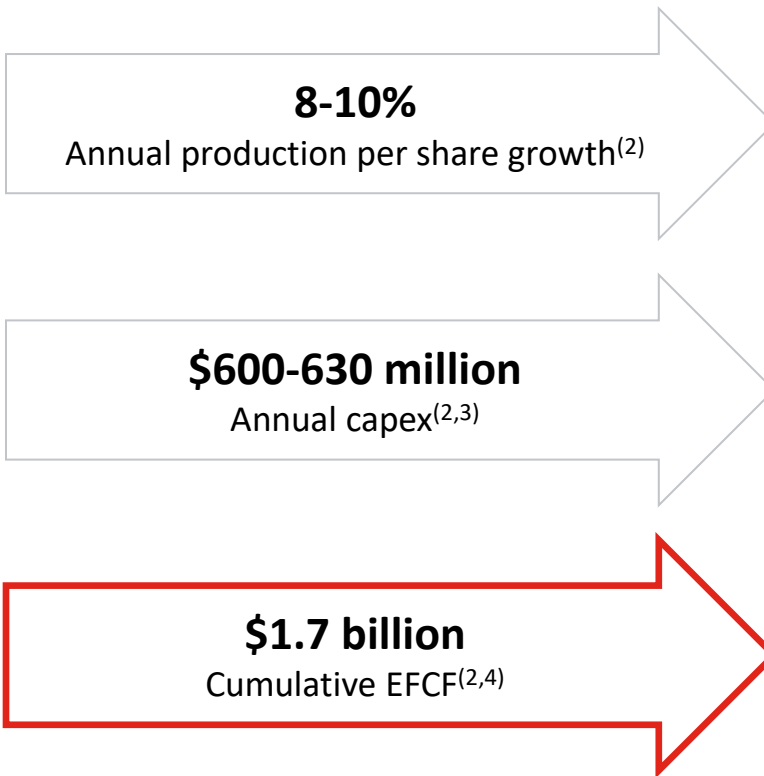 8-10%
Annual production per share growth(2)
$600-630 million
Annual capex(2,3)
$1.7 billion
Cumulative EFCF(2,4)